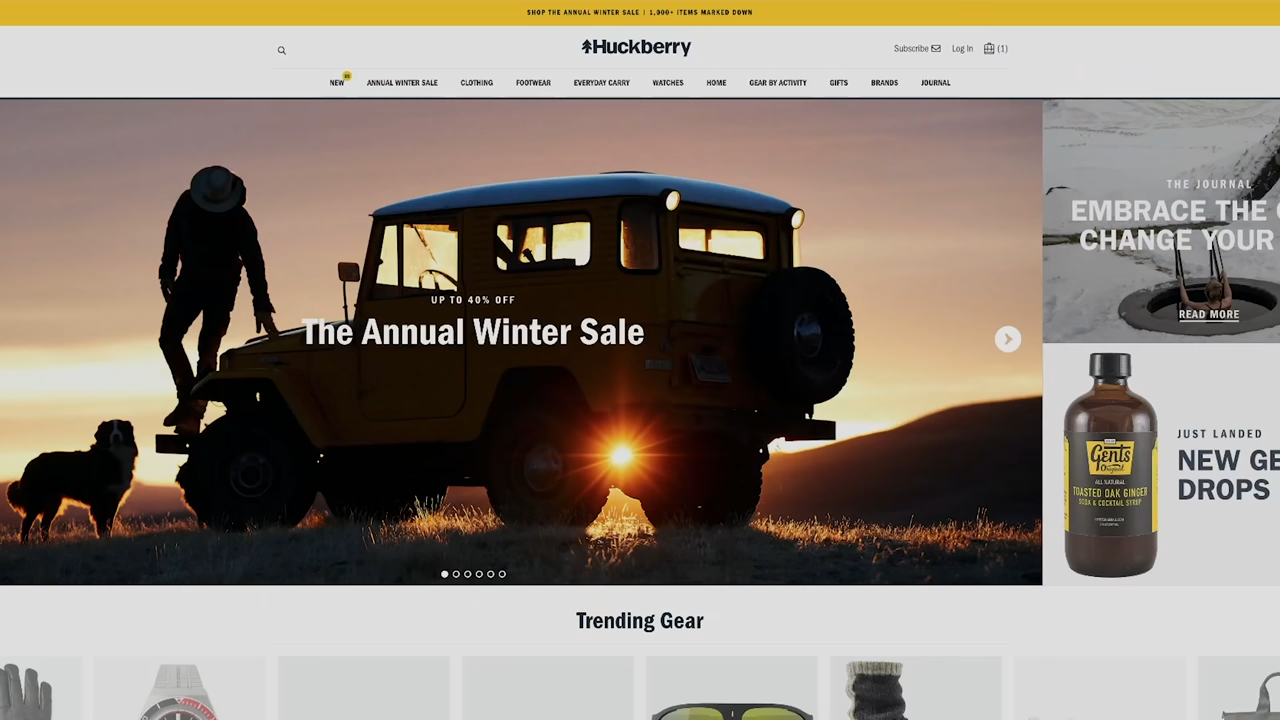 SHOP THE ANNUAL WINTER SALE | 1,000+ ITEMS MARKED DOWN
Huckberry
Subscribe
Log In
(1)
NEW
ANNUAL WINTER SALE
CLOTHING
FOOTWEAR
EVERYDAY CARRY
WATCHES
HOME
GEAR BY ACTIVITY
GIFTS
BRANDS
JOURNAL
UP TO 40% OFF
The Annual Winter Sale
THE JOURNAL
EMBRACE THE
CHANGE YOUR
READ MORE
Gents
Original
ALL NATURAL
TOASTED OAK GINGER
SODA & COCKTAIL SYRUP
JUST LANDED
NEW GE
DROPS
Trending Gear